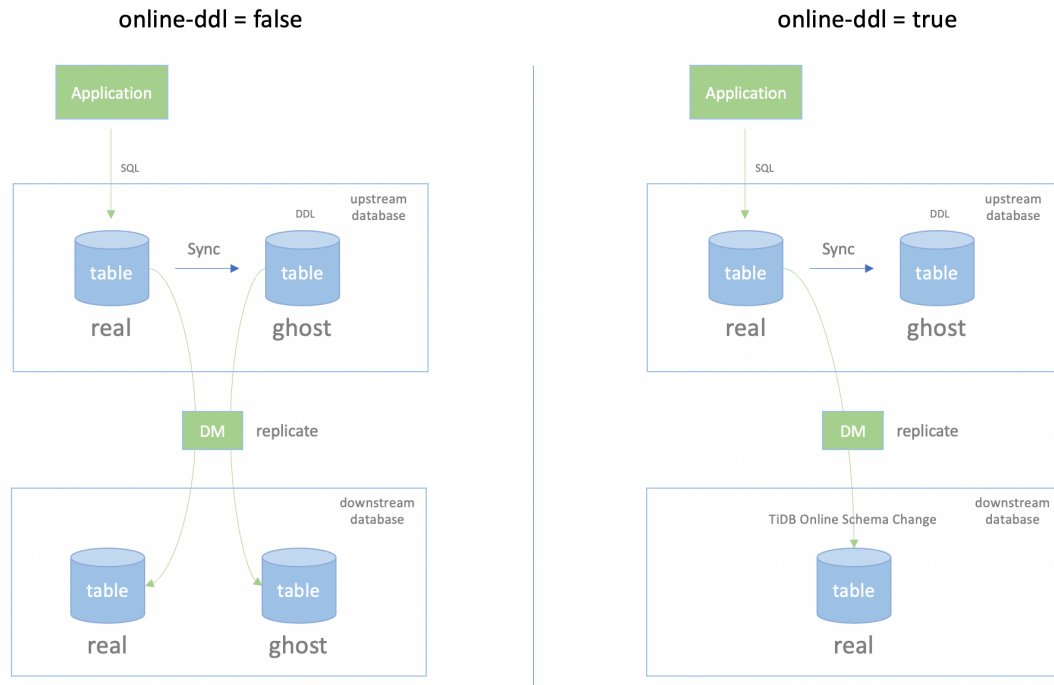 online-ddl = false
Application
SQL
upstream
database
DDL
Sync
table
table
real
ghost
DM
replicate
downstream
database
table
table
real
ghost
online-ddl = true
Application
SQL
upstream
database
DDL
Sync
table
table
real
ghost
DM
replicate
downstream
database
TiDB Online Schema Change
table
real